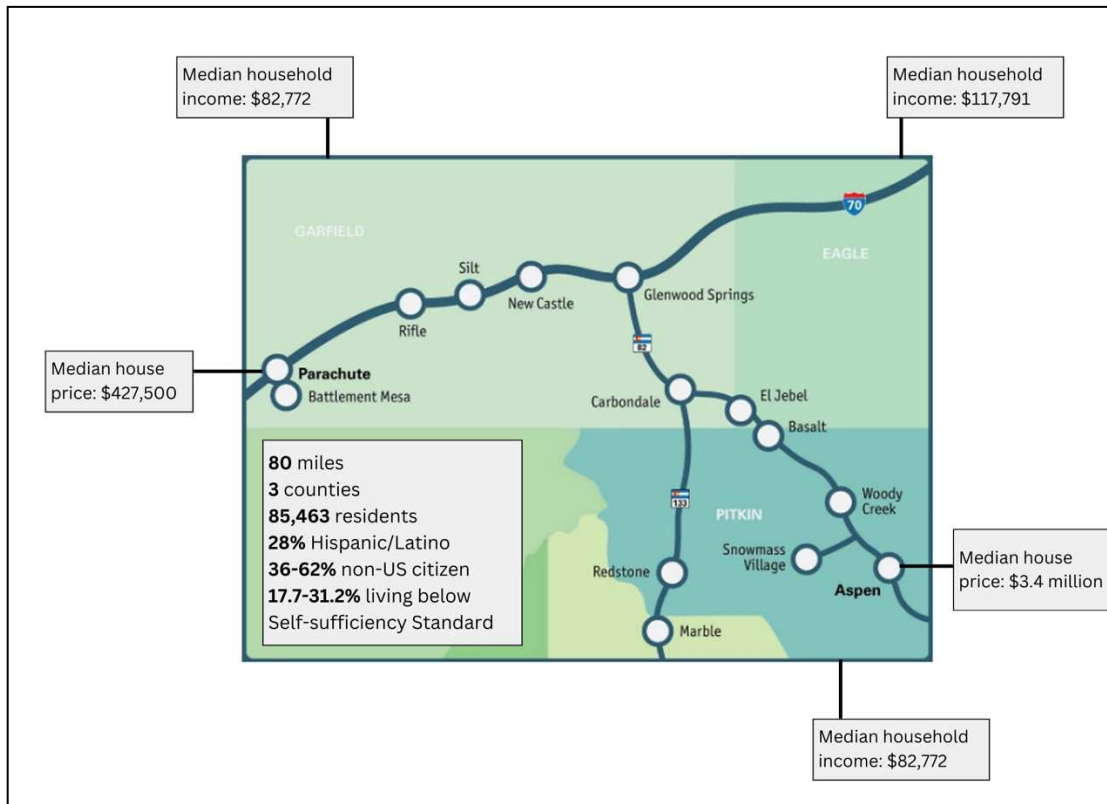 Median household
income: $82,772
Median household
income: $117,791
70
GARFIELD
EAGLE
Silt
New Castle
Glenwood Springs
Rifle
82
Median house
price: $427,500
Parachute
Battlement Mesa
Carbondale
El Jebel
Basalt
80 miles
3 counties
85,463 residents
28% Hispanic/Latino
36-62% non-US citizen
17.7-31.2% living below
Self-sufficiency Standard
133
PITKIN
Woody
Creek
Snowmass
Village
Redstone
Aspen
Marble
Median house
price: $3.4 million
Median household
income: $82,772